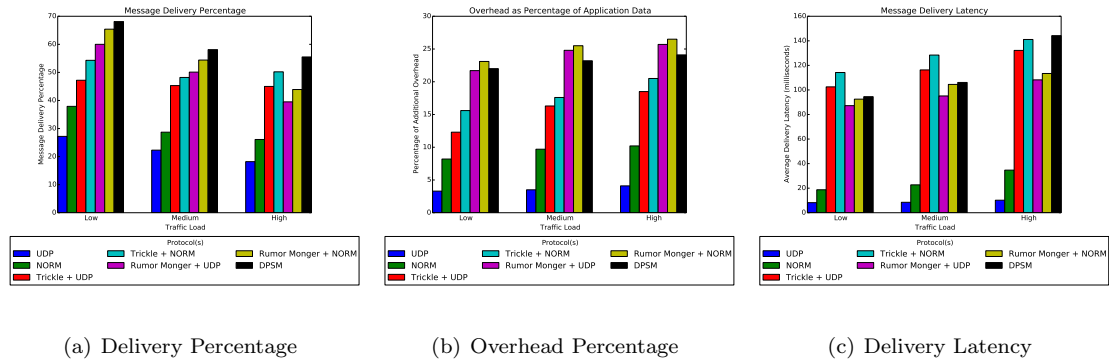 Message Delivery Percentage
Message Delivery Percentage
70
60
50
40
30
20
10
0
Low Medium High
Traffic Load
Protocol(s)
UDP Trickle + NORM Rumor Monger + NORM
NORM Rumor Monger + UDP DPSM
Trickle + UDP
(a) Delivery Percentage
Overhead as Percentage of Application Data
Percentage of Additional Overhead
30
25
20
15
10
5
0
Low Medium High
Traffic Load
Protocol(s)
UDP Trickle + NORM Rumor Monger + NORM
NORM Rumor Monger + UDP DPSM
Trickle + UDP
(b) Overhead Percentage
Message Delivery Latency
Average Delivery Latency (milliseconds)
160
140
120
100
80
60
40
20
0
Low Medium High
Traffic Load
Protocol(s)
UDP Trickle + NORM Rumor Monger + NORM
NORM Rumor Monger + UDP DPSM
Trickle + UDP
(c) Delivery Latency